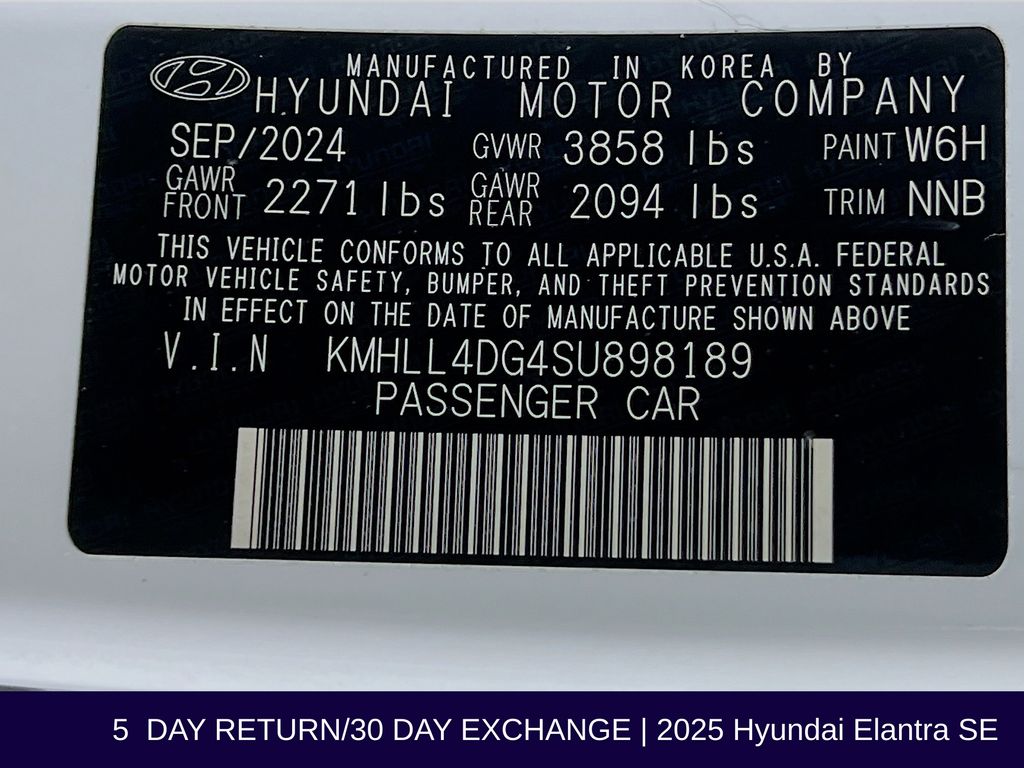 MANUFACTURED IN KOREA BY
HYUNDAI MOTOR COMPANY
SEP/2024 GVWR 3858 lbs PAINT W6H
GAWR FRONT 2271 lbs GAWR REAR 2094 lbs TRIM NNB
THIS VEHICLE CONFORMS TO ALL APPLICABLE U.S.A. FEDERAL
MOTOR VEHICLE SAFETY, BUMPER, AND THEFT PREVENTION STANDARDS
IN EFFECT ON THE DATE OF MANUFACTURE SHOWN ABOVE
V.I.N KMHLL4DG4SU898189
PASSENGER CAR
5 DAY RETURN/30 DAY EXCHANGE | 2025 Hyundai Elantra SE